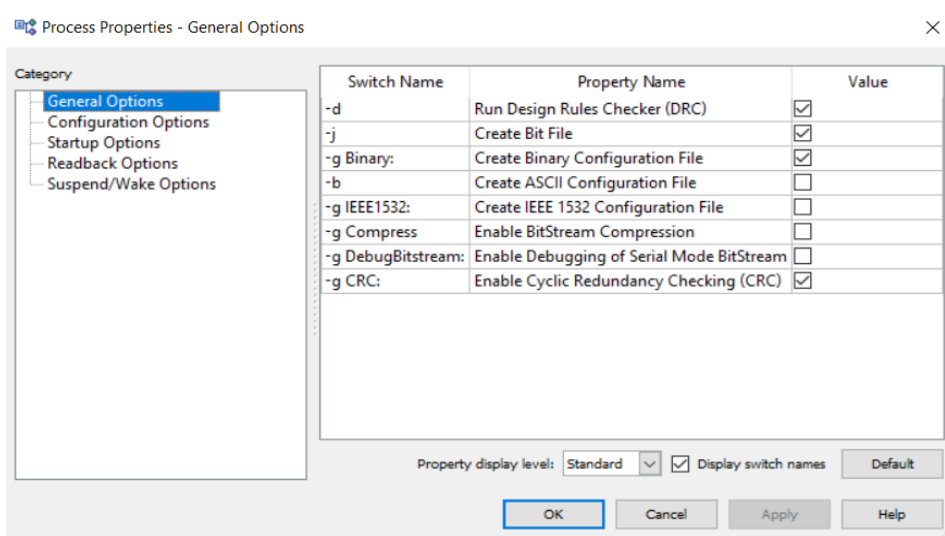 Process Properties - General Options
Category
General Options
Configuration Options
Startup Options
Readback Options
Suspend/Wake Options
Switch Name Property Name Value
-d Run Design Rules Checker (DRC)
-j Create Bit File
-g Binary: Create Binary Configuration File
-b Create ASCII Configuration File
-g IEEE1532: Create IEEE 1532 Configuration File
-g Compress Enable BitStream Compression
-g DebugBitstream: Enable Debugging of Serial Mode BitStream
-g CRC: Enable Cyclic Redundancy Checking (CRC)
Property display level: Standard Display switch names Default
OK Cancel Apply Help